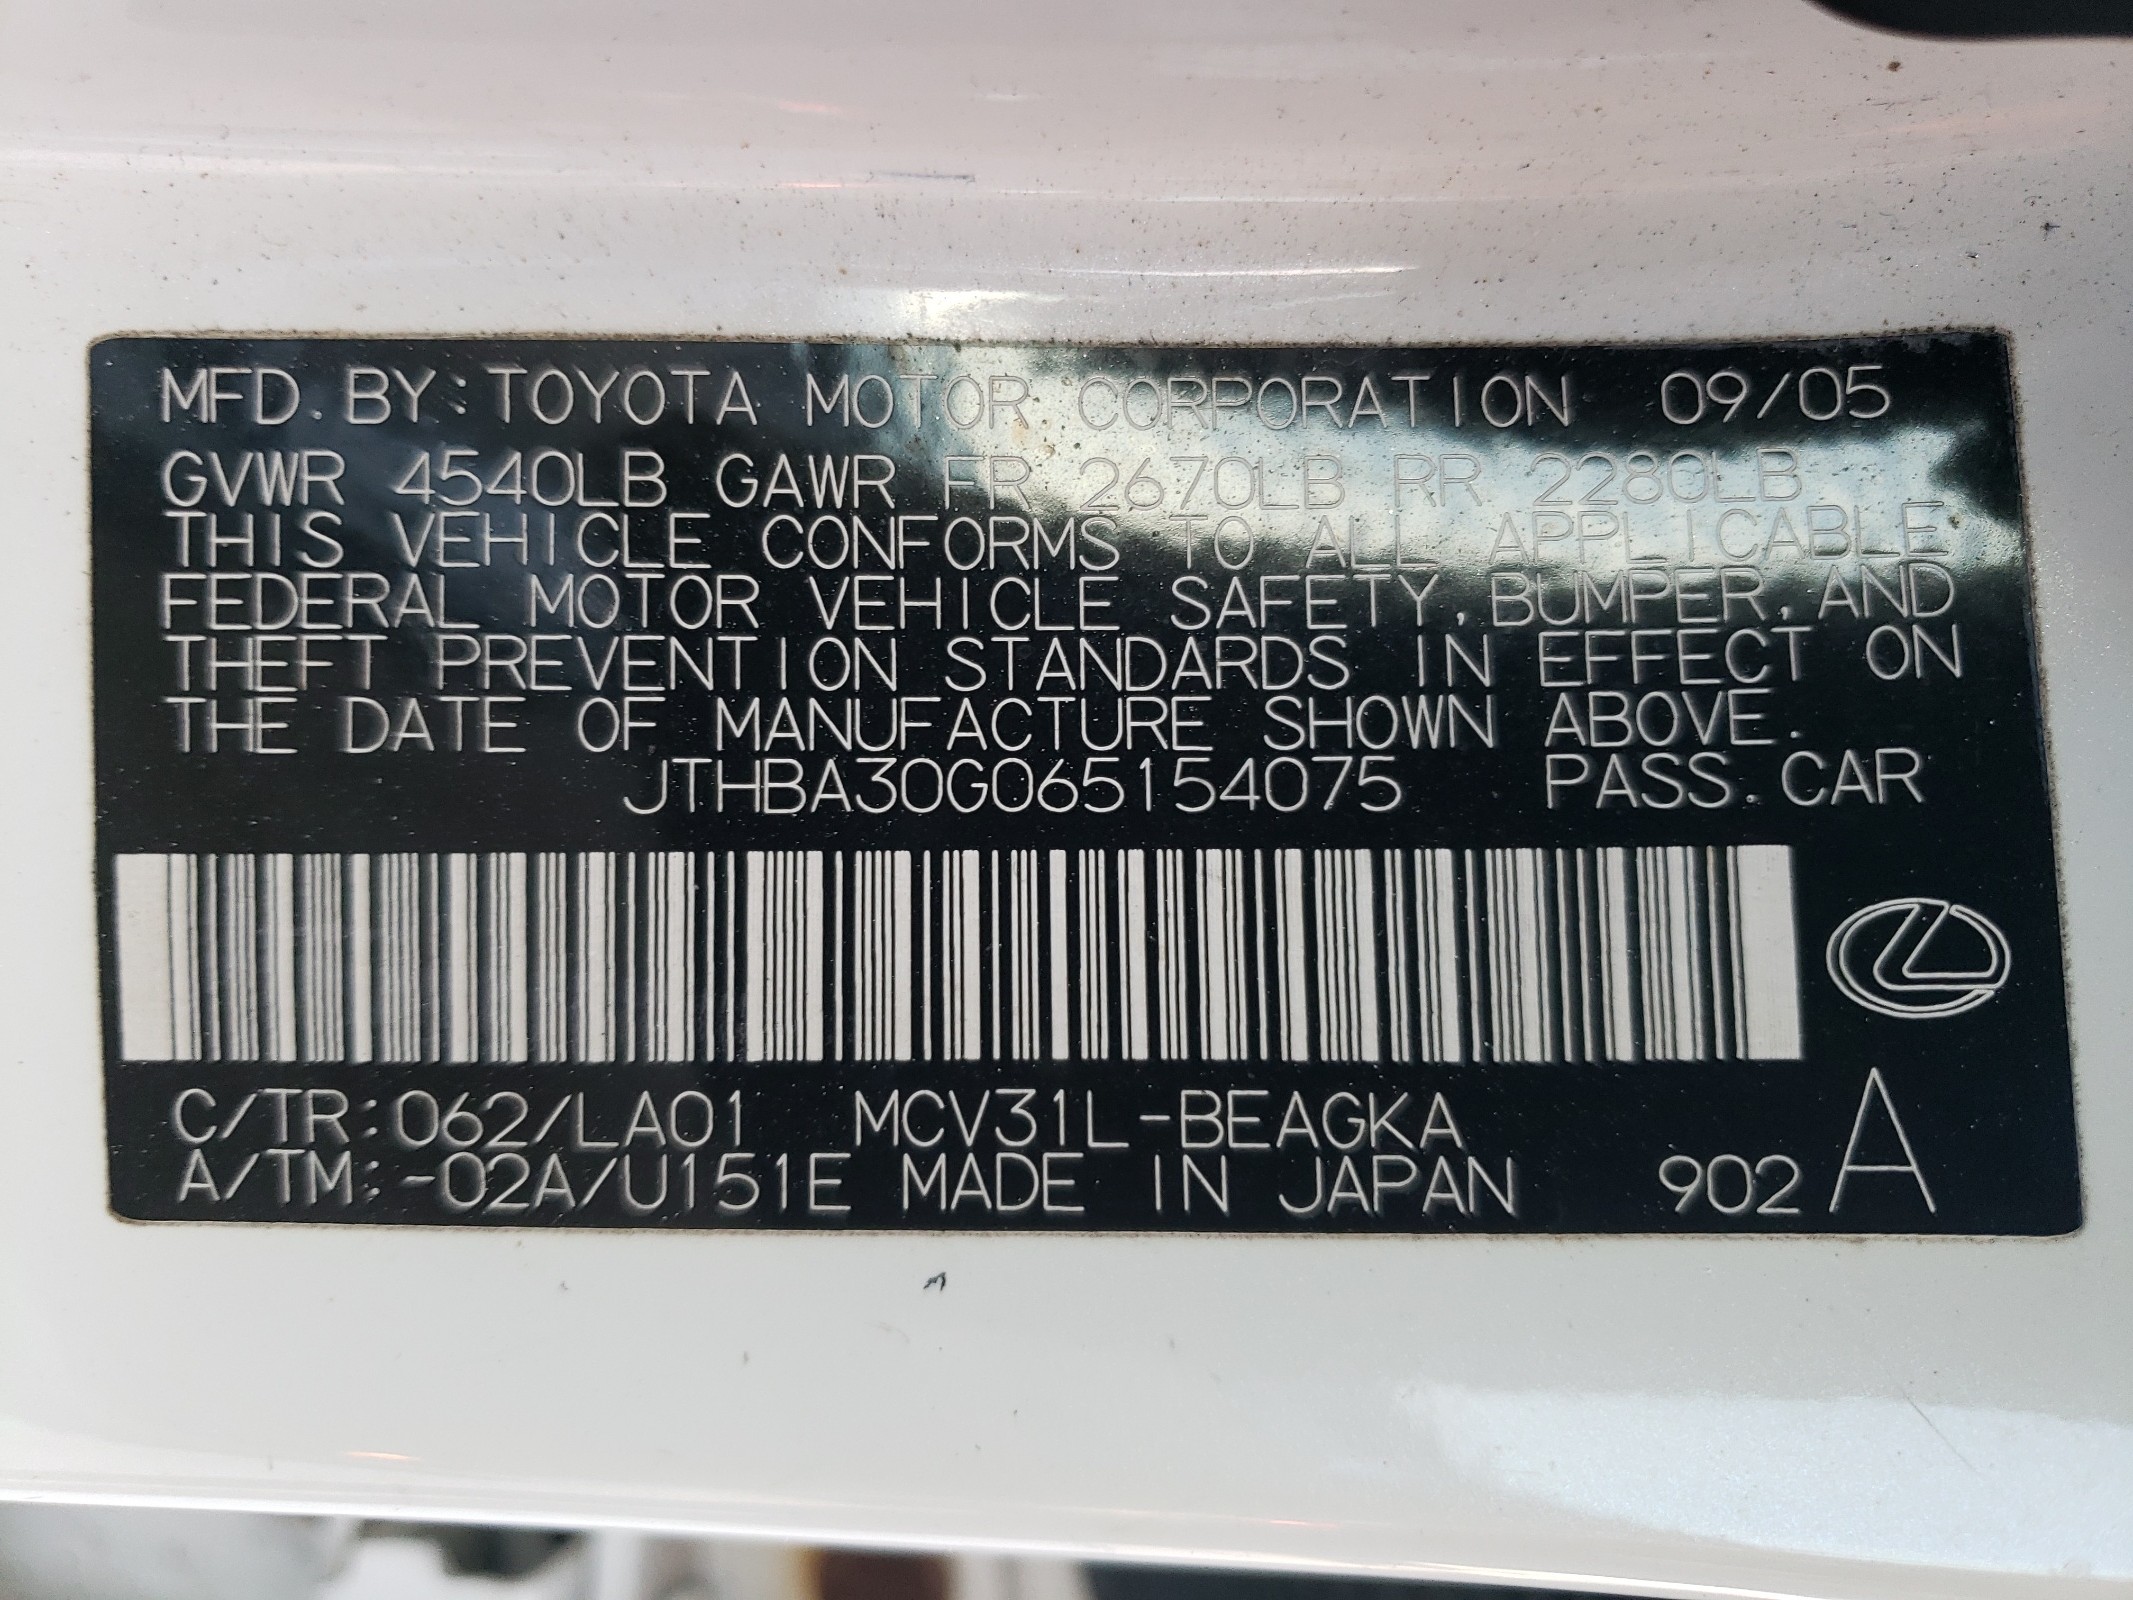 MFD. BY: TOYOTA MOTOR CORPORATION 09/05
GVWR 4540LB GAWR FR 2670LB RR 2280LB
THIS VEHICLE CONFORMS TO ALL APPLICABLE
FEDERAL MOTOR VEHICLE SAFETY, BUMPER, AND
THEFT PREVENTION STANDARDS IN EFFECT ON
THE DATE OF MANUFACTURE SHOWN ABOVE.
JTHBA30G065154075 PASS. CAR
C/TR: 062/LA01 MCV31L-BEAGKA
A/TM: -02A/U151E MADE IN JAPAN 902 A